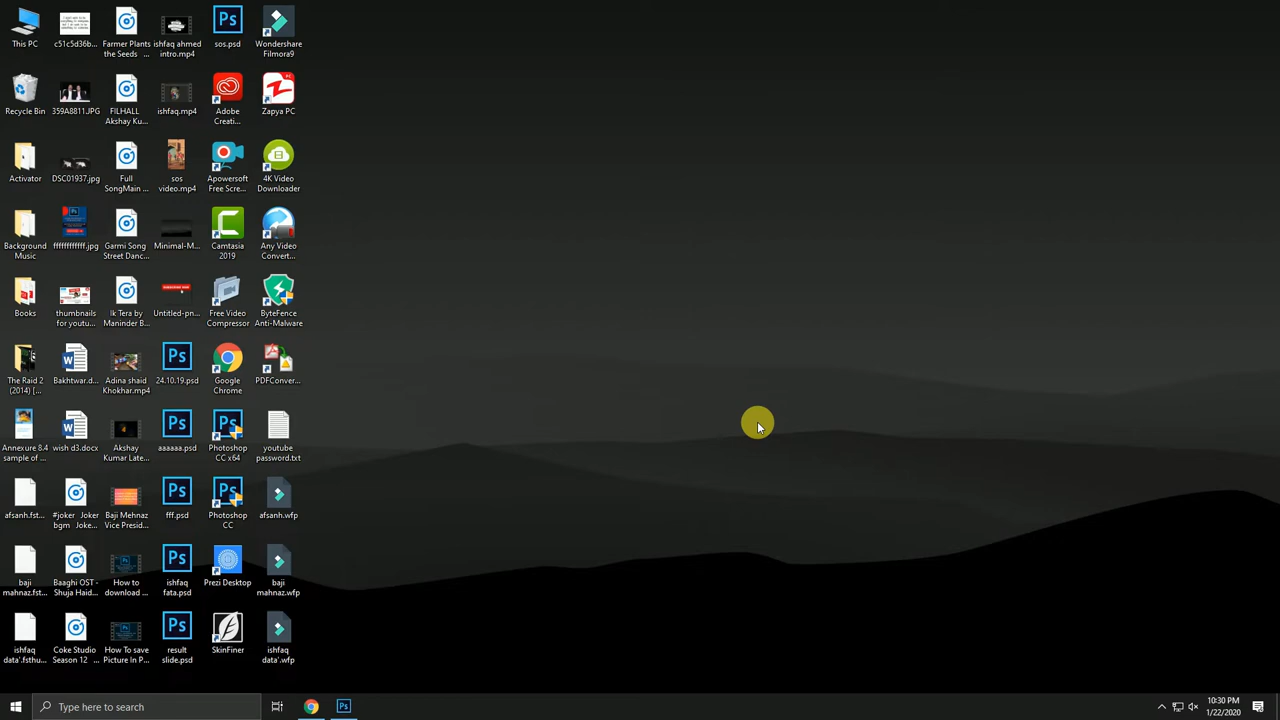 This PC
c51c5d36b...
Farmer Plants
the Seeds ...
ishfaq ahmed
intro.mp4
sos.psd
Wondershare
Filmora9
Recycle Bin
359A8811.JPG
FILHALL
Akshay Ku...
ishfaq.mp4
Adobe
Creati...
Zapya PC
Activator
DSC01937.jpg
Full
SongMain ...
sos
video.mp4
Apowersoft
Free Scre...
4K Video
Downloader
Background
Music
ffffffffffff.jpg
Garmi Song
Street Danc...
Minimal-M...
Camtasia
2019
Any Video
Convert...
Books
thumbnails
for youtu...
Ik Tera by
Maninder B...
Untitled-pn...
Free Video
Compressor
ByteFence
Anti-Malware
The Raid 2
(2014) [...
Bakhtwar.d...
Adina shaid
Khokhar.mp4
24.10.19.psd
Google
Chrome
PDFConver...
Annexure 8.4
sample of ...
wish d3.docx
Akshay
Kumar Late...
aaaaaa.psd
Photoshop
CC x64
youtube
password.txt
afsanh.fst...
#joker Joker
bgm Joke...
Baji Mehnaz
Vice Presid...
fff.psd
Photoshop
CC
afsanh.wfp
baji
mahnaz.fst...
Baaghi OST -
Shuja Haid...
How to
download ...
ishfaq
fata.psd
Prezi Desktop
baji
mahnaz.wfp
ishfaq
data'.fsthu...
Coke Studio
Season 12 ...
How To save
Picture In P...
result
slide.psd
SkinFiner
ishfaq
data'.wfp
Type here to search
10:30 PM
1/22/2020